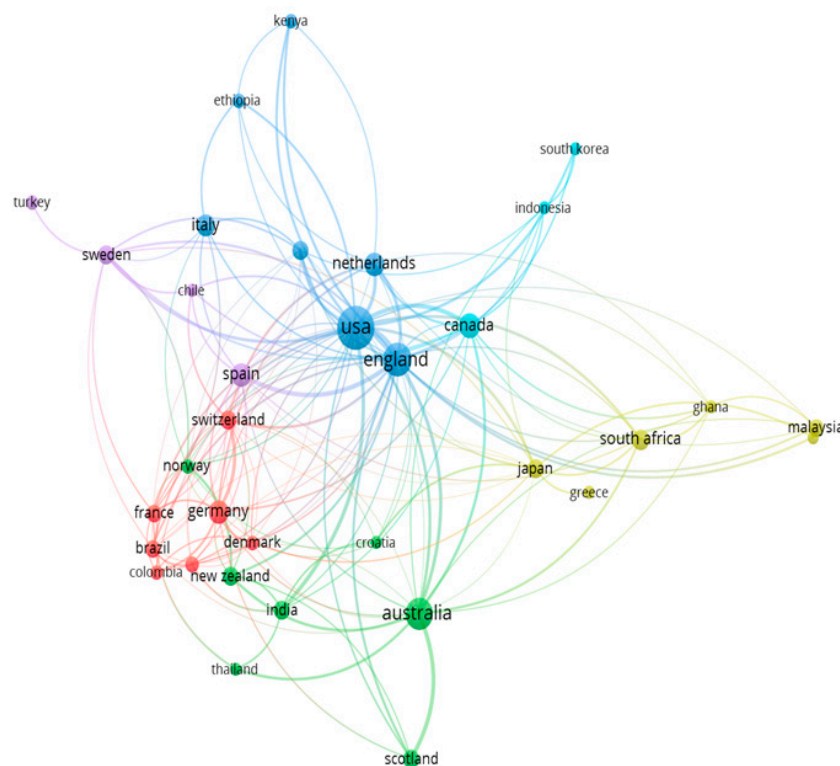 kenya
ethiopia
south korea
turkey
indonesia
italy
sweden
netherlands
chile
usa
canada
england
spain
ghana
switzerland
malaysia
south africa
norway
japan
greece
france
germany
denmark
croatia
brazil
colombia
new zealand
india
australia
thailand
scotland